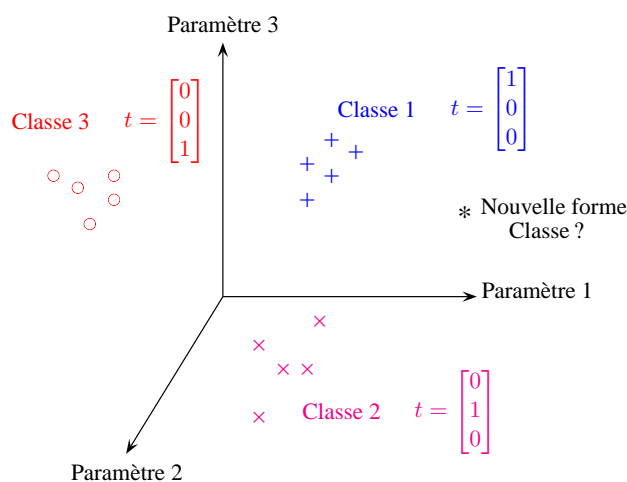 Paramètre 3
Classe 3 t = [0 0 1]
Classe 1 t = [1 0 0]
* Nouvelle forme
Classe ?
Paramètre 1
Classe 2 t = [0 1 0]
Paramètre 2